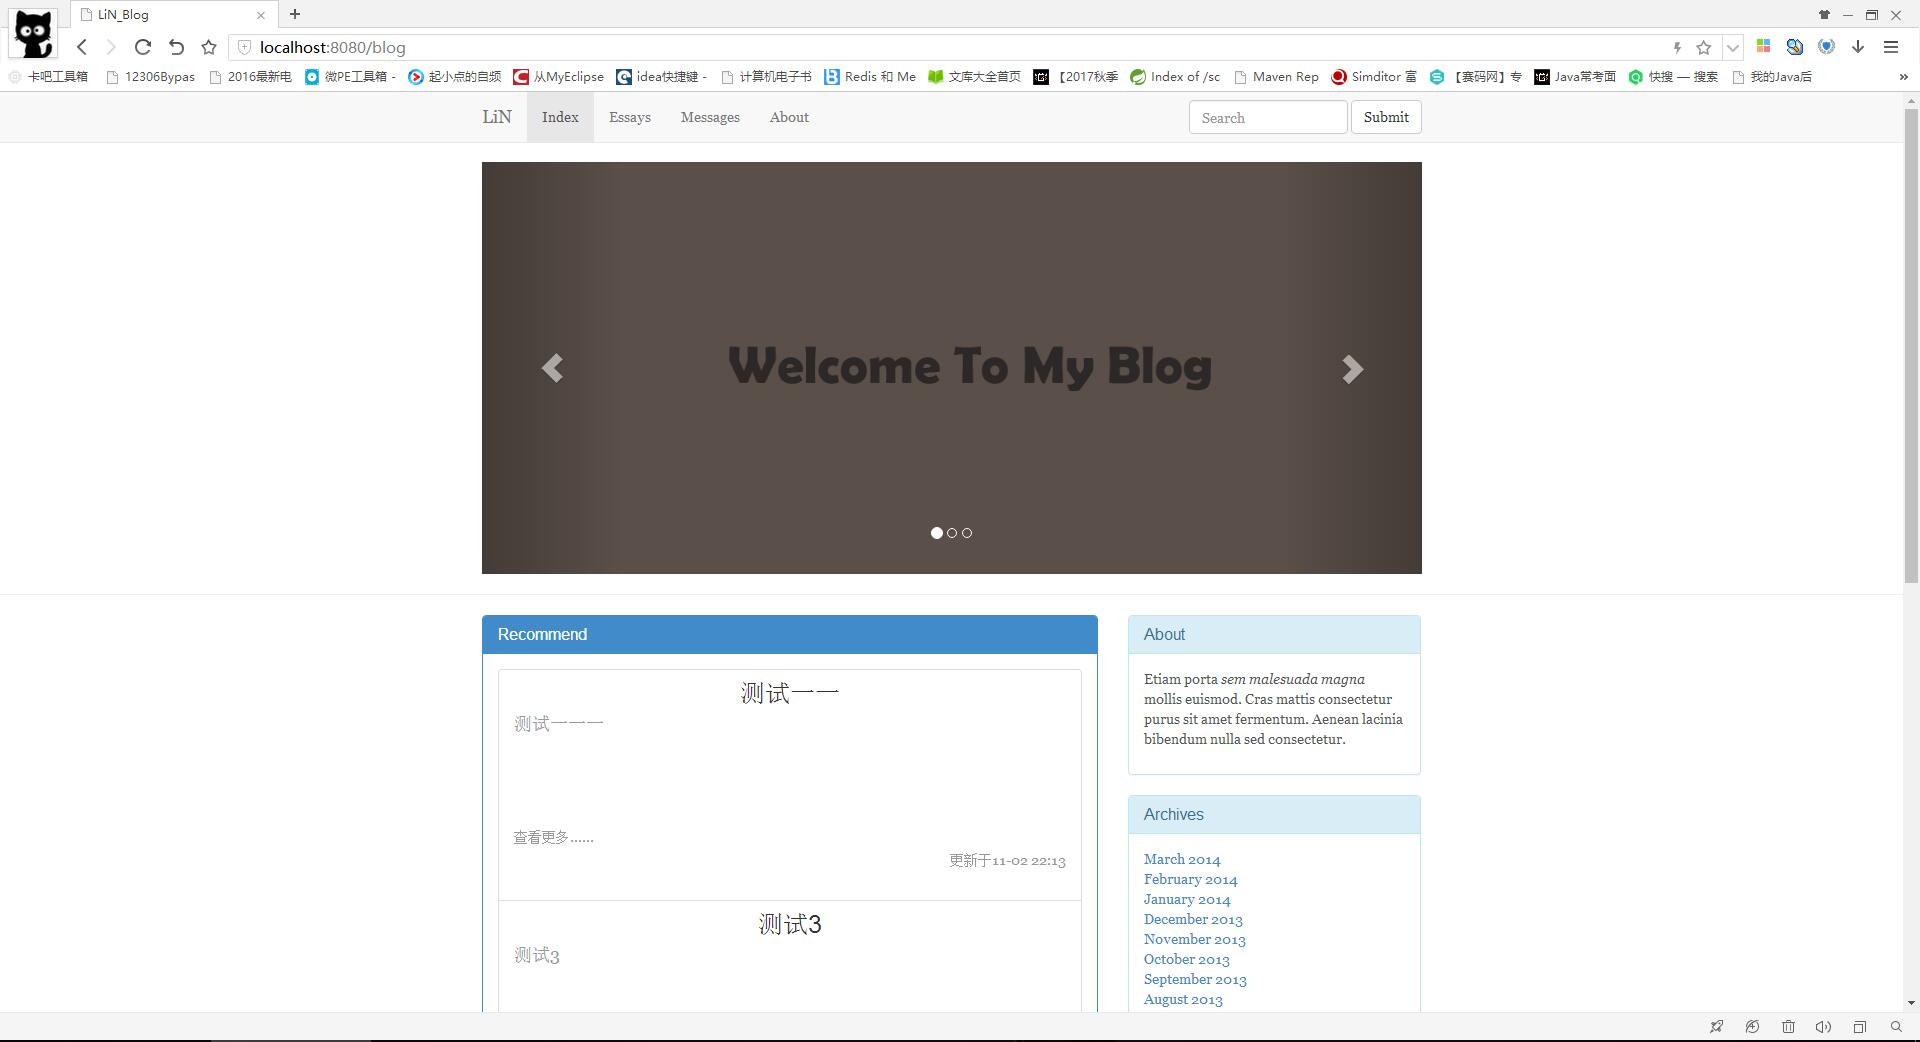 LiN_Blog
localhost:8080/blog
卡吧工具箱 12306Bypas 2016最新电 微PE工具箱 - 起小点的自频 从MyEclipse idea快捷键 - 计算机电子书 Redis 和 Me 文库大全首页 【2017秋季 Index of /sc Maven Rep Simditor 富 【赛码网】专 Java常考面 快搜 — 搜索 我的Java后 »
LiN Index Essays Messages About Search Submit
Welcome To My Blog
Recommend
测试一一
测试一一一
查看更多......
更新于11-02 22:13
测试3
测试3
About
Etiam porta sem malesuada magna
mollis euismod. Cras mattis consectetur
purus sit amet fermentum. Aenean lacinia
bibendum nulla sed consectetur.
Archives
March 2014
February 2014
January 2014
December 2013
November 2013
October 2013
September 2013
August 2013